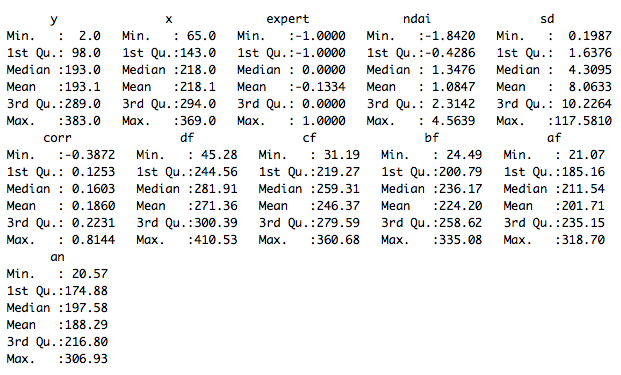 y               x              expert             ndai               sd
Min.   :  2.0   Min.   : 65.0   Min.   :-1.0000   Min.   :-1.8420   Min.   :  0.1987
1st Qu.: 98.0   1st Qu.:143.0   1st Qu.:-1.0000   1st Qu.:-0.4286   1st Qu.:  1.6376
Median :193.0   Median :218.0   Median : 0.0000   Median : 1.3476   Median :  4.3095
Mean   :193.1   Mean   :218.1   Mean   :-0.1334   Mean   : 1.0847   Mean   :  8.0633
3rd Qu.:289.0   3rd Qu.:294.0   3rd Qu.: 0.0000   3rd Qu.: 2.3142   3rd Qu.: 10.2264
Max.   :383.0   Max.   :369.0   Max.   : 1.0000   Max.   : 4.5639   Max.   :117.5810
     corr               df               cf               bf               af
Min.   :-0.3872   Min.   : 45.28   Min.   : 31.19   Min.   : 24.49   Min.   : 21.07
1st Qu.: 0.1253   1st Qu.:244.56   1st Qu.:219.27   1st Qu.:200.79   1st Qu.:185.16
Median : 0.1603   Median :281.91   Median :259.31   Median :236.17   Median :211.54
Mean   : 0.1860   Mean   :271.36   Mean   :246.37   Mean   :224.20   Mean   :201.71
3rd Qu.: 0.2231   3rd Qu.:300.39   3rd Qu.:279.59   3rd Qu.:258.62   3rd Qu.:235.15
Max.   : 0.8144   Max.   :410.53   Max.   :360.68   Max.   :335.08   Max.   :318.70
      an
Min.   : 20.57
1st Qu.:174.88
Median :197.58
Mean   :188.29
3rd Qu.:216.80
Max.   :306.93